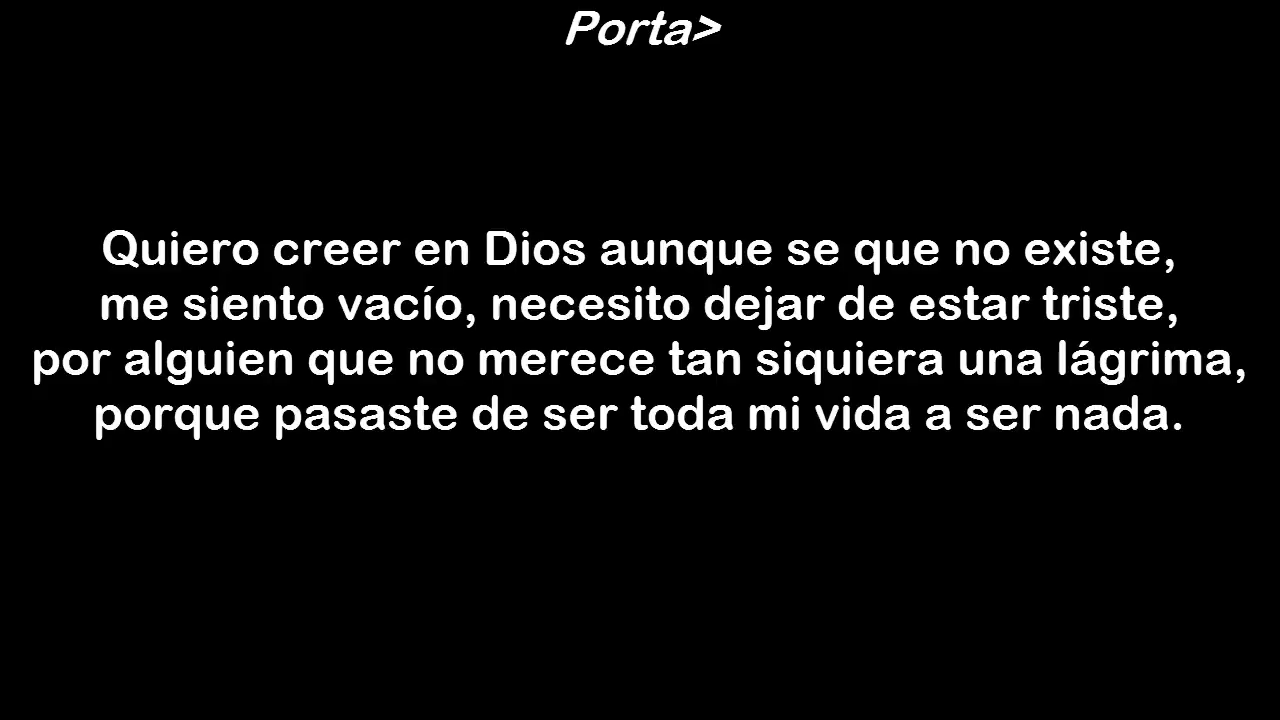 Porta>
Quiero creer en Dios aunque se que no existe,
me siento vacío, necesito dejar de estar triste,
por alguien que no merece tan siquiera una lágrima,
porque pasaste de ser toda mi vida a ser nada.